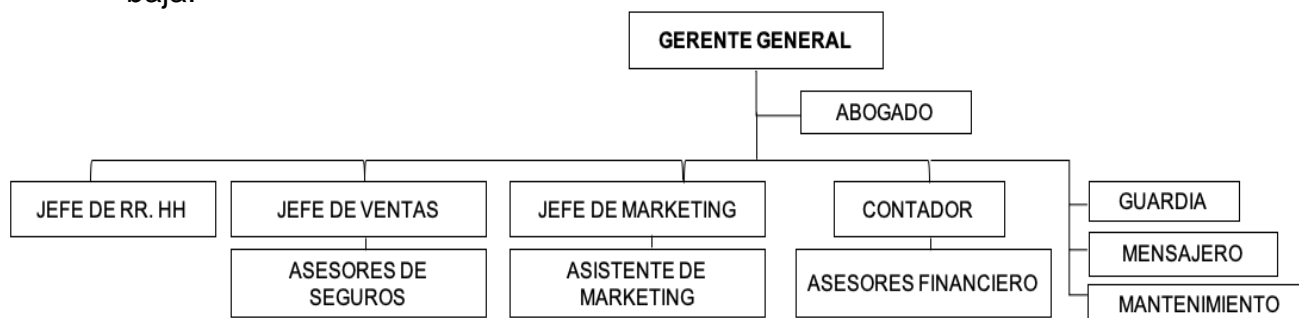 baja.
GERENTE GENERAL
ABOGADO
JEFE DE RR. HH
JEFE DE VENTAS
JEFE DE MARKETING
CONTADOR
GUARDIA
MENSAJERO
MANTENIMIENTO
ASESORES DE
SEGUROS
ASISTENTE DE
MARKETING
ASESORES FINANCIERO